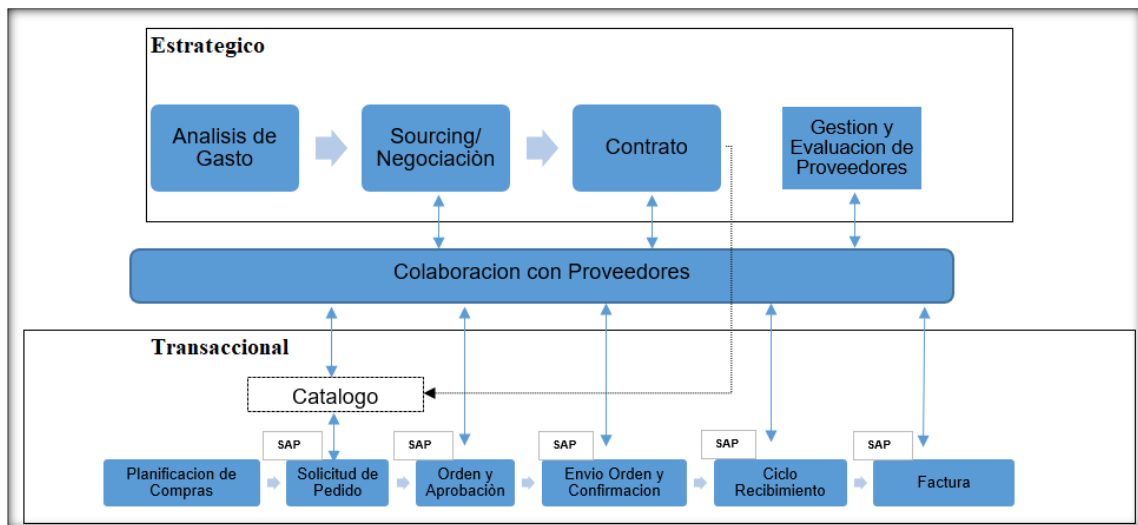 Estrategico
Analisis de
Gasto
Sourcing/
Negociaciòn
Contrato
Gestion y
Evaluacion de
Proveedores
Colaboracion con Proveedores
Transaccional
Catalogo
SAP
SAP
SAP
SAP
SAP
Planificacion de
Compras
Solicitud de
Pedido
Orden y
Aprobaciòn
Envio Orden y
Confirmacion
Ciclo
Recibimiento
Factura